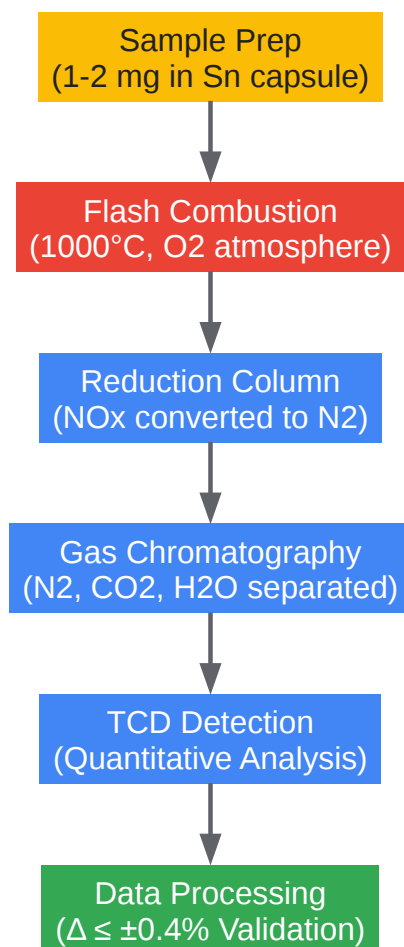 Sample Prep
(1-2 mg in Sn capsule)
Flash Combustion
(1000°C, O2 atmosphere)
Reduction Column
(NOx converted to N2)
Gas Chromatography
(N2, CO2, H2O separated)
TCD Detection
(Quantitative Analysis)
Data Processing
(Δ ≤ ±0.4% Validation)